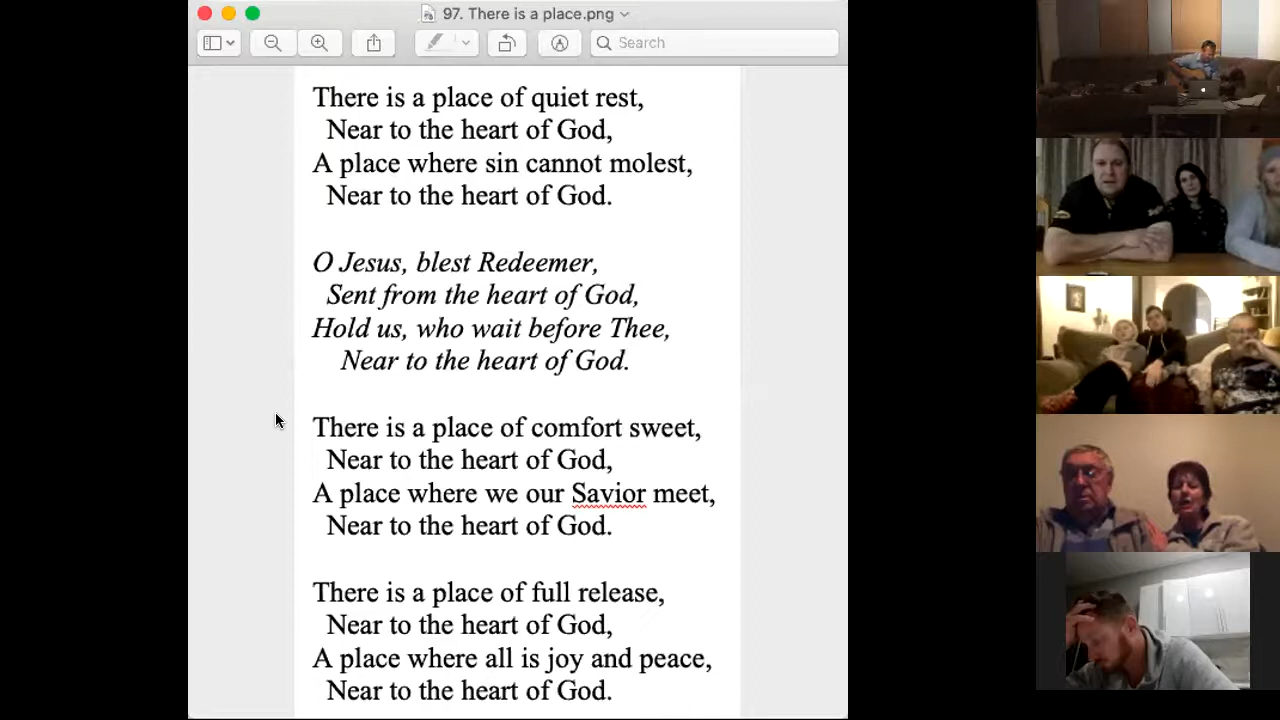 97. There is a place.png
Search
There is a place of quiet rest,
Near to the heart of God,
A place where sin cannot molest,
Near to the heart of God.
O Jesus, blest Redeemer,
Sent from the heart of God,
Hold us, who wait before Thee,
Near to the heart of God.
There is a place of comfort sweet,
Near to the heart of God,
A place where we our Savior meet,
Near to the heart of God.
There is a place of full release,
Near to the heart of God,
A place where all is joy and peace,
Near to the heart of God.